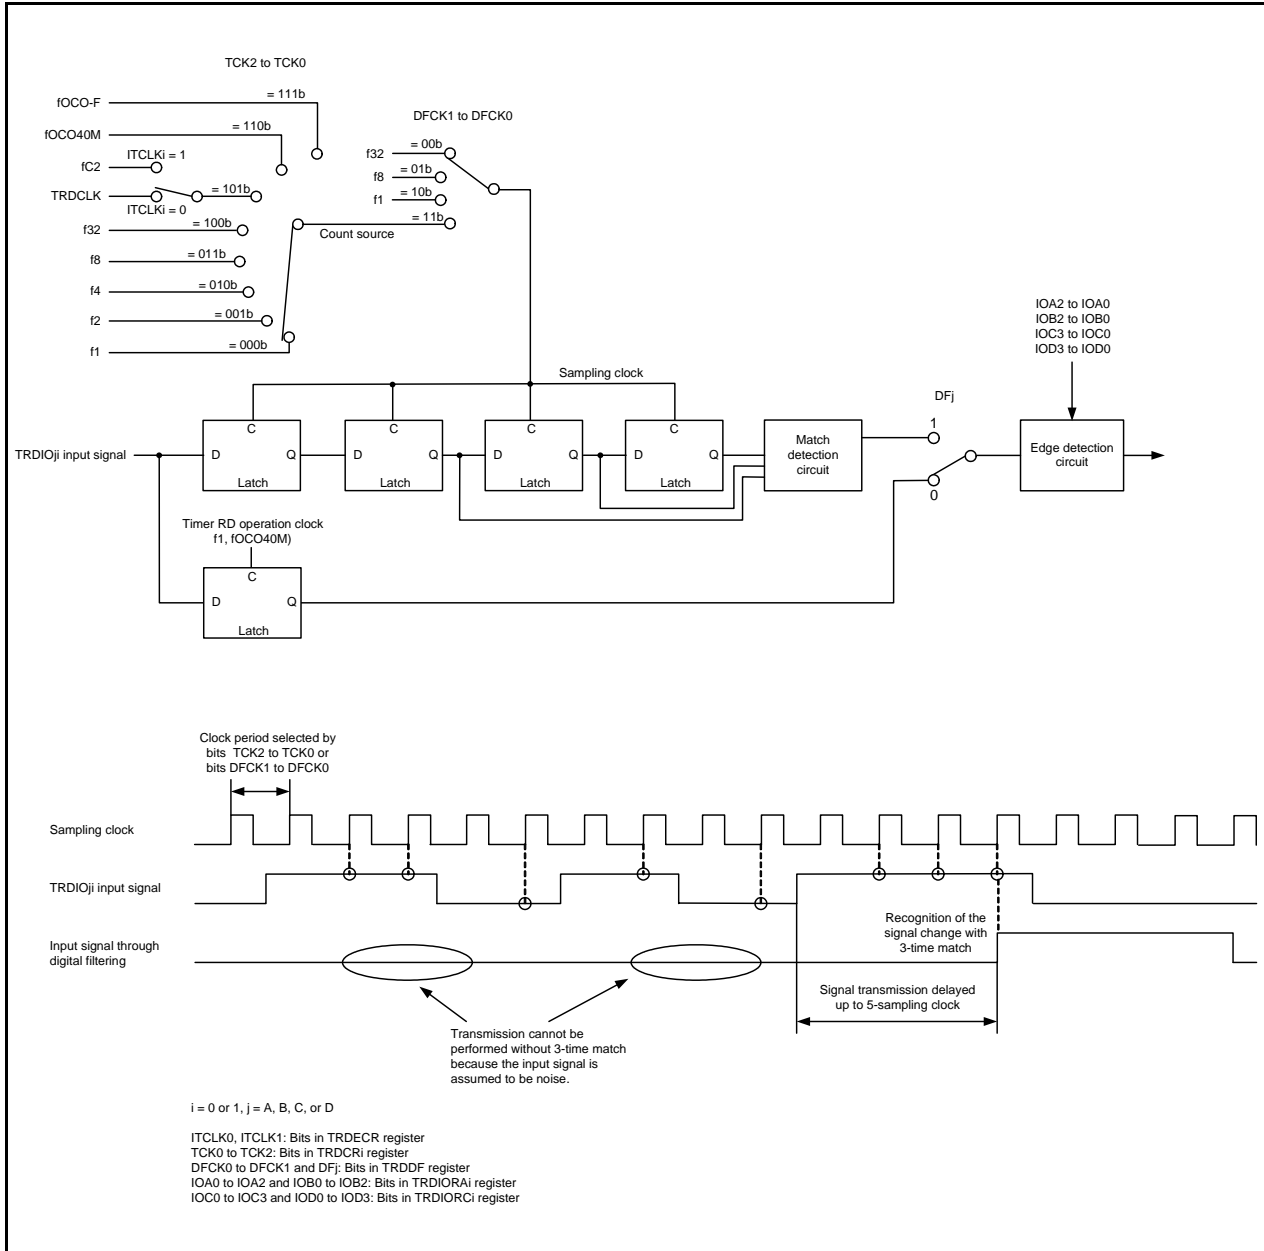 TCK2 to TCK0
fOCO-F
= 111b
DFCK1 to DFCK0
fOCO40M
= 110b
f32
= 00b
ITCLKi = 1
fC2
f8
= 01b
TRDCLK
= 101b
f1
= 10b
ITCLKi = 0
= 11b
f32
= 100b
Count source
f8
= 011b
f4
= 010b
f2
= 001b
f1
= 000b
IOA2 to IOA0
IOB2 to IOB0
IOC3 to IOC0
IOD3 to IOD0
Sampling clock
DFj
C
C
C
C
1
TRDIOji input signal
D
Q
D
Q
D
Q
D
Q
Match
detection
circuit
Edge detection
circuit
Latch
Latch
Latch
Latch
0
Timer RD operation clock
f1, fOCO40M)
C
D
Q
Latch
Clock period selected by
bits TCK2 to TCK0 or
bits DFCK1 to DFCK0
Sampling clock
TRDIOji input signal
Recognition of the
signal change with
3-time match
Input signal through
digital filtering
Signal transmission delayed
up to 5-sampling clock
Transmission cannot be
performed without 3-time match
because the input signal is
assumed to be noise.
i = 0 or 1, j = A, B, C, or D
ITCLK0, ITCLK1: Bits in TRDECR register
TCK0 to TCK2: Bits in TRDCRi register
DFCK0 to DFCK1 and DFj: Bits in TRDDF register
IOA0 to IOA2 and IOB0 to IOB2: Bits in TRDIORAi register
IOC0 to IOC3 and IOD0 to IOD3: Bits in TRDIORCi register